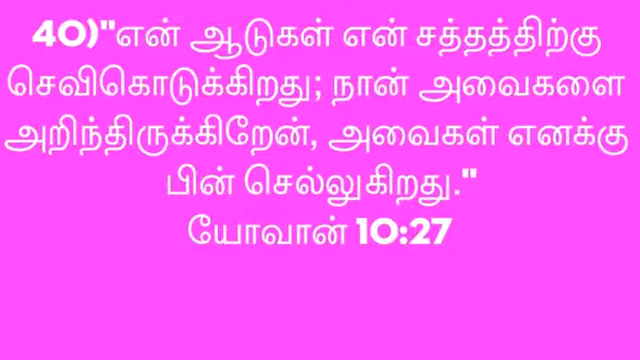 40)"என் ஆடுகள் என் சத்தத்திற்கு
செவிகொடுக்கிறது; நான் அவைகளை
அறிந்திருக்கிறேன், அவைகள் எனக்கு
பின் செல்லுகிறது."
யோவான் 10:27